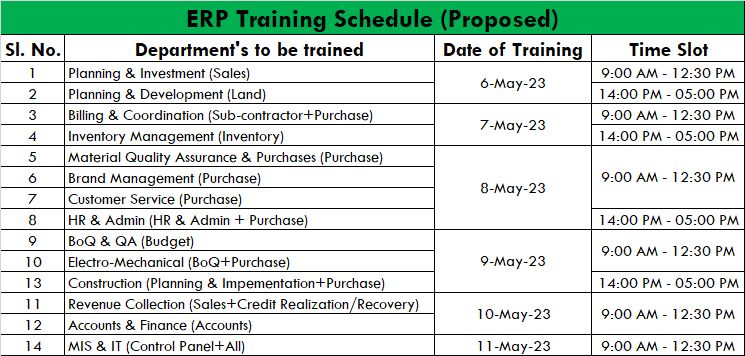 ERP Training Schedule (Proposed)
Sl. No. Department's to be trained Date of Training Time Slot
1 Planning & Investment (Sales) 6-May-23 9:00 AM - 12:30 PM
2 Planning & Development (Land) 14:00 PM - 05:00 PM
3 Billing & Coordination (Sub-contractor+Purchase) 7-May-23 9:00 AM - 12:30 PM
4 Inventory Management (Inventory) 14:00 PM - 05:00 PM
5 Material Quality Assurance & Purchases (Purchase) 8-May-23 9:00 AM - 12:30 PM
6 Brand Management (Purchase)
7 Customer Service (Purchase)
8 HR & Admin (HR & Admin + Purchase) 14:00 PM - 05:00 PM
9 BoQ & QA (Budget) 9-May-23 9:00 AM - 12:30 PM
10 Electro-Mechanical (BoQ+Purchase)
13 Construction (Planning & Impementation+Purchase) 14:00 PM - 05:00 PM
11 Revenue Collection (Sales+Credit Realization/Recovery) 10-May-23 9:00 AM - 12:30 PM
12 Accounts & Finance (Accounts)
14 MIS & IT (Control Panel+All) 11-May-23 9:00 AM - 12:30 PM